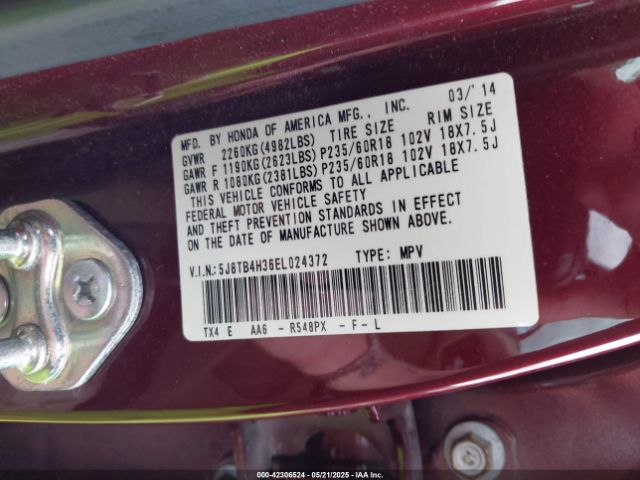 MFD. BY HONDA OF AMERICA MFG., INC. 03/'14
GVWR 2260KG(4982LBS) TIRE SIZE RIM SIZE
GAWR F 1190KG(2623LBS) P235/60R18 102V 18X7.5J
GAWR R 1080KG(2381LBS) P235/60R18 102V 18X7.5J
THIS VEHICLE CONFORMS TO ALL APPLICABLE
FEDERAL MOTOR VEHICLE SAFETY
AND THEFT PREVENTION STANDARDS IN EFFECT
ON THE DATE OF MANUFACTURE SHOWN ABOVE.
V.I.N.:5J8TB4H36EL024372 TYPE: MPV
TX4 E AA6 - R548PX - F - L
000-42306524 - 05/21/2025 - IAA Inc.